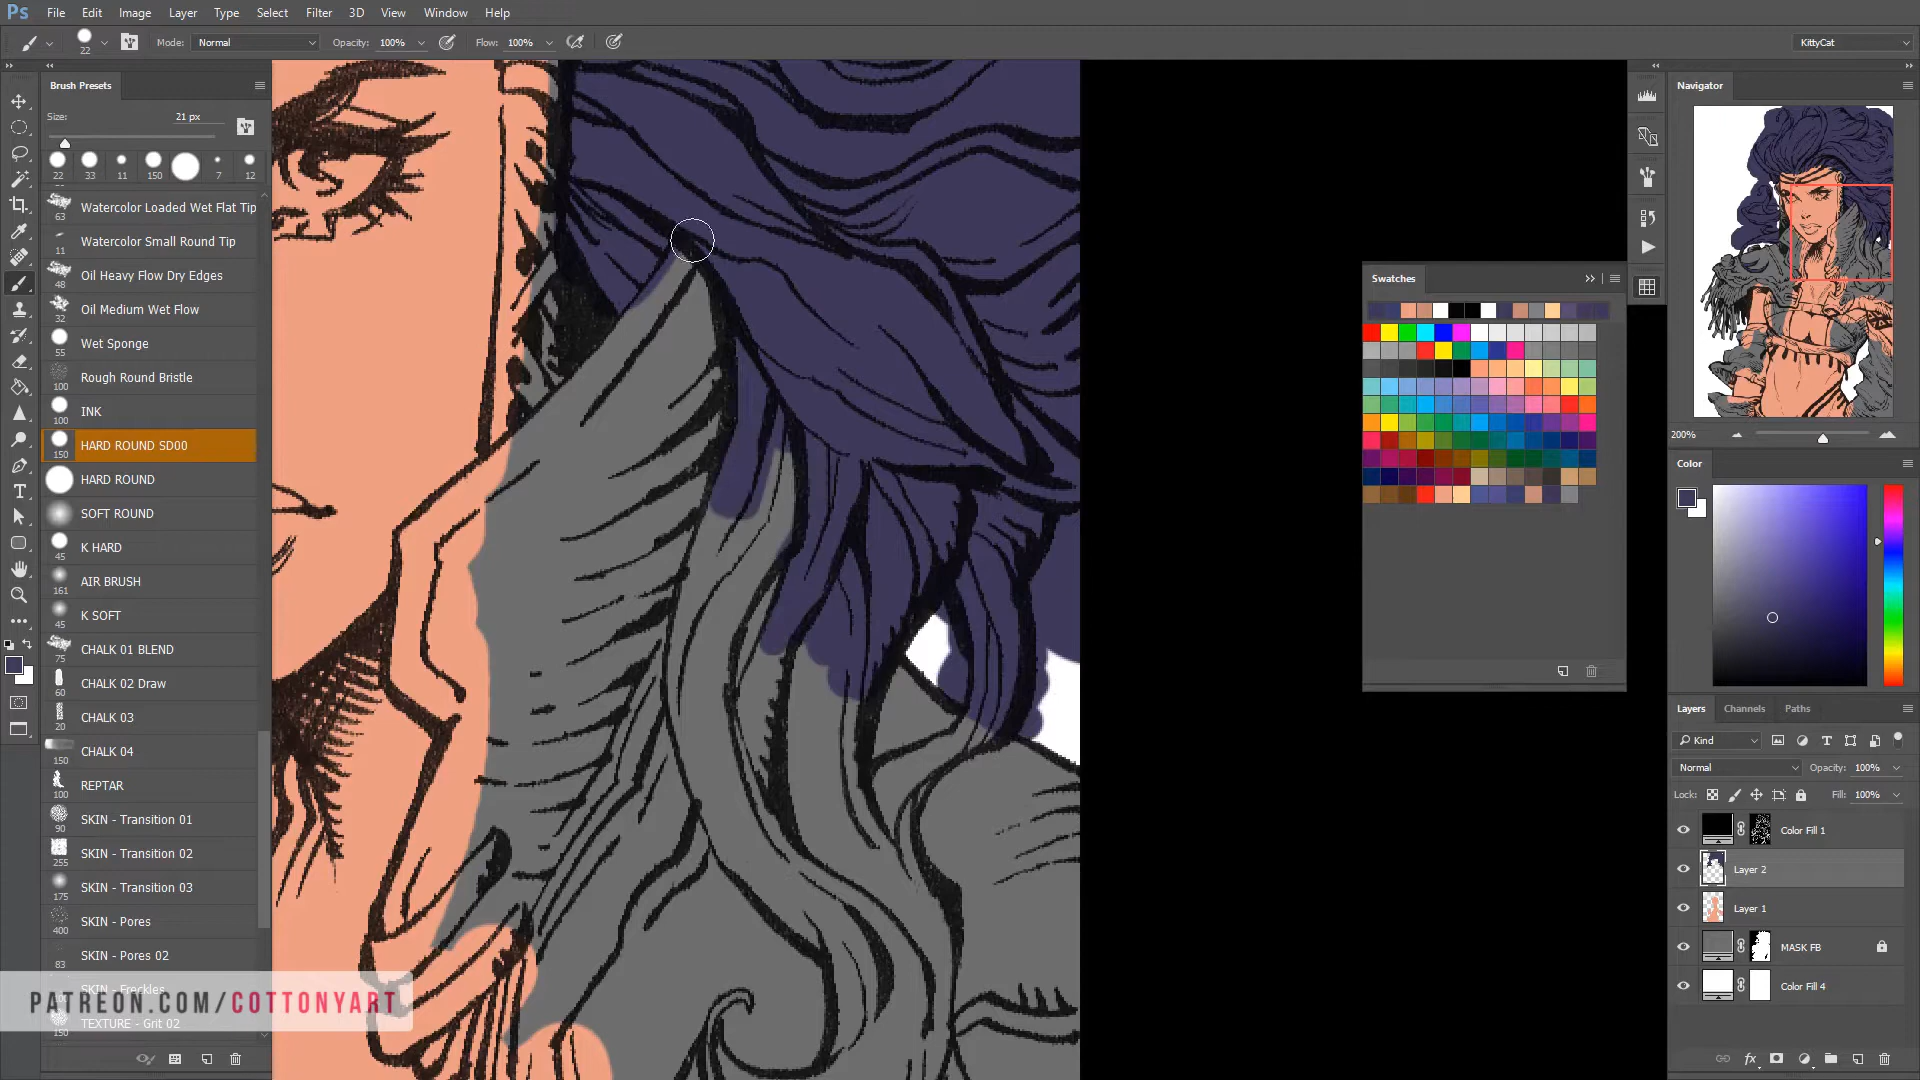 Ps File Edit Image Layer Type Select Filter 3D View Window Help
22 Mode: Normal Opacity: 100% Flow: 100% KittyCat
Brush Presets
Size: 21 px
22 33 11 150 7 12
63 Watercolor Loaded Wet Flat Tip
11 Watercolor Small Round Tip
48 Oil Heavy Flow Dry Edges
32 Oil Medium Wet Flow
55 Wet Sponge
100 Rough Round Bristle
100 INK
150 HARD ROUND SD00
HARD ROUND
SOFT ROUND
45 K HARD
161 AIR BRUSH
45 K SOFT
75 CHALK 01 BLEND
60 CHALK 02 Draw
20 CHALK 03
150 CHALK 04
100 REPTAR
90 SKIN - Transition 01
255 SKIN - Transition 02
175 SKIN - Transition 03
400 SKIN - Pores
83 SKIN - Pores 02
SKIN - Freckles
150 TEXTURE - Grit 02
PATREON.COM/COTTONYART
Swatches
Navigator
200%
Color
Layers Channels Paths
Kind
Normal Opacity: 100%
Lock: Fill: 100%
Color Fill 1
Layer 2
Layer 1
MASK FB
Color Fill 4